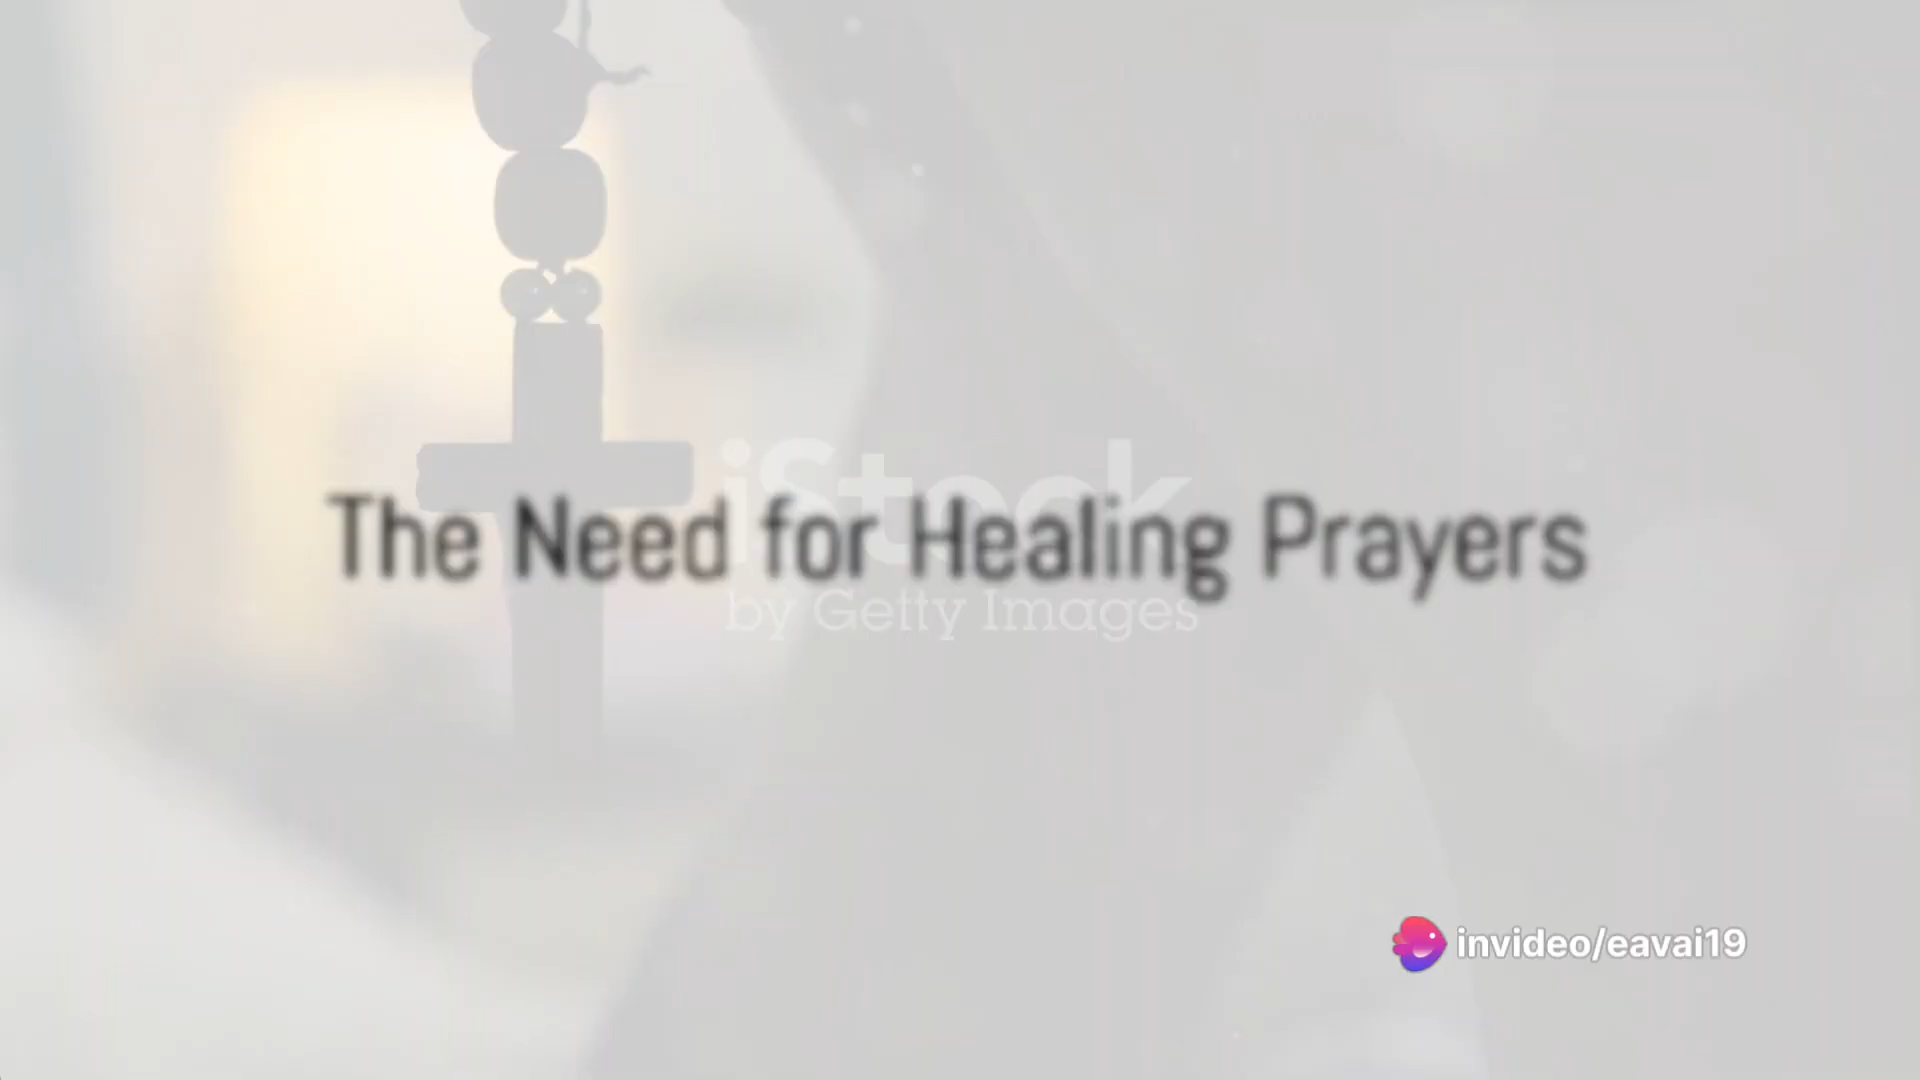 iStock
The Need for Healing Prayers
by Getty Images
invideo/eavai19